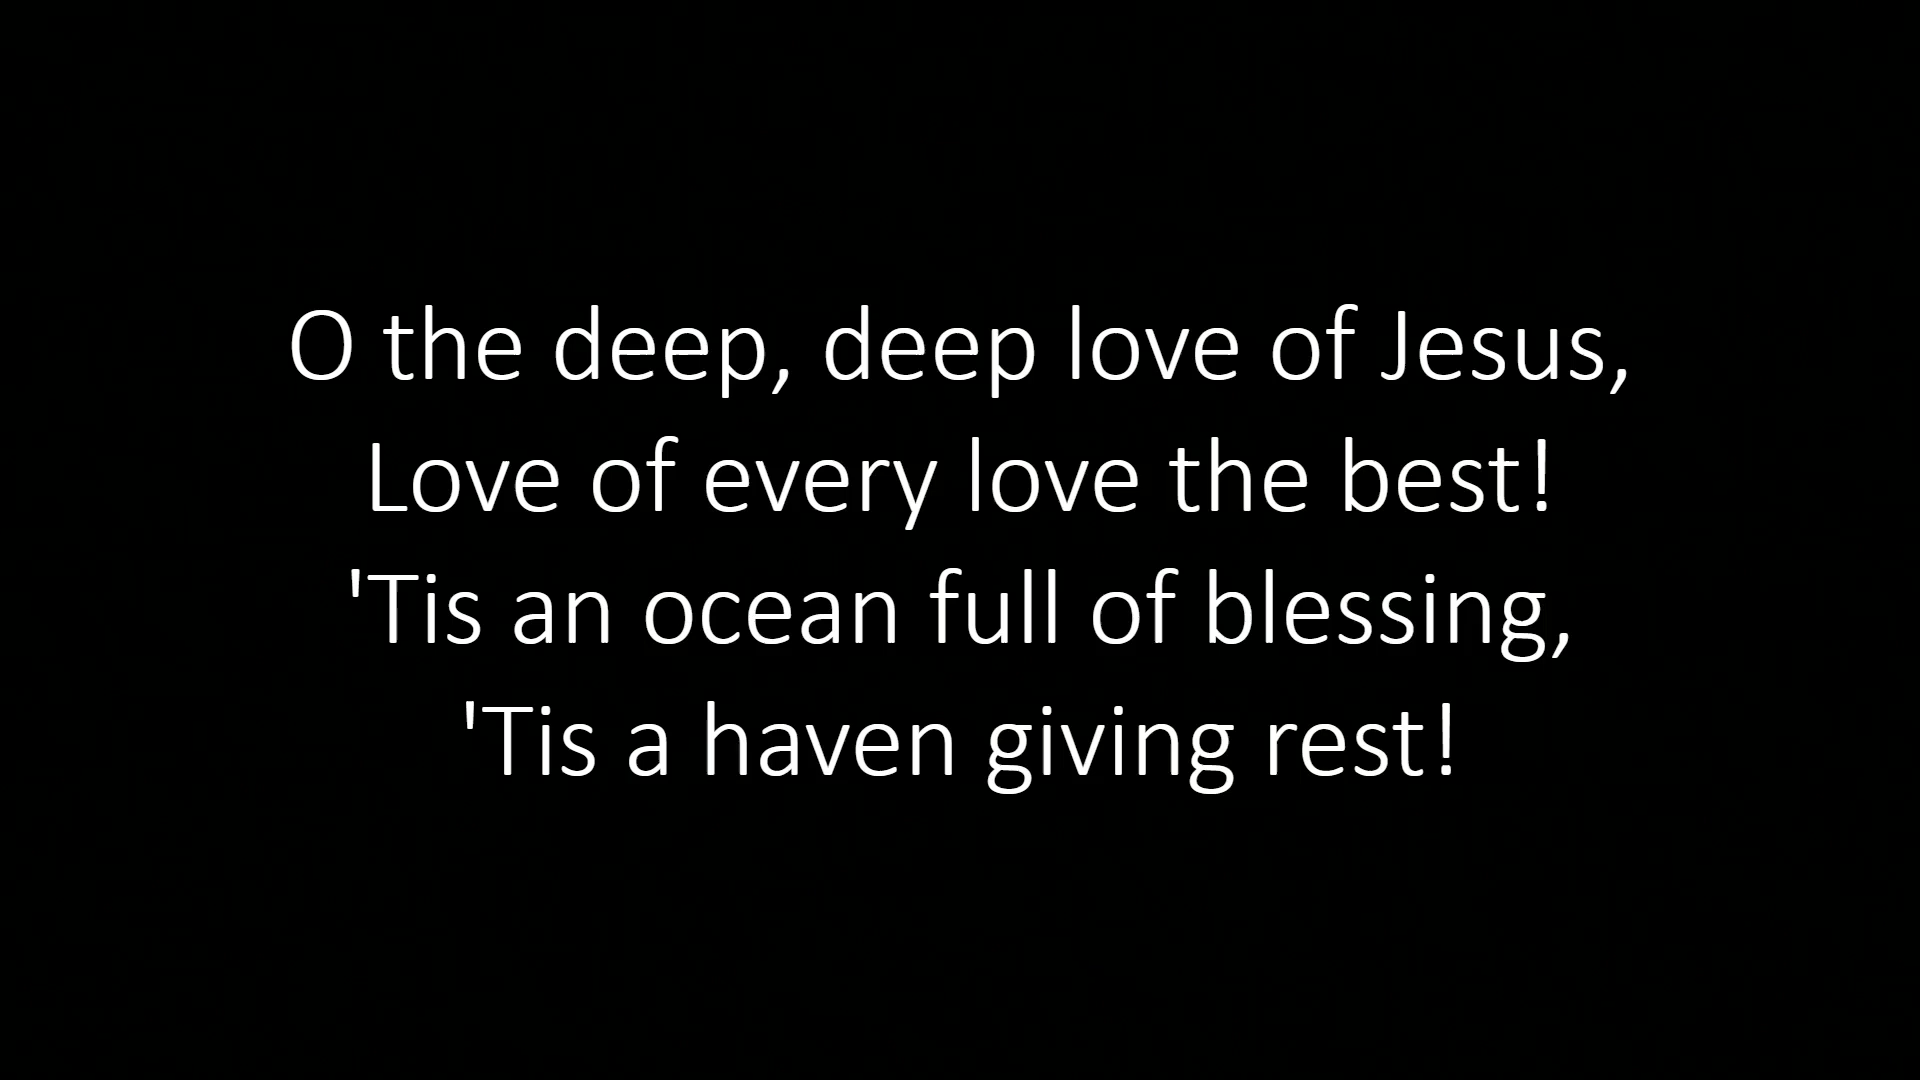 O the deep, deep love of Jesus,
Love of every love the best!
'Tis an ocean full of blessing,
'Tis a haven giving rest!